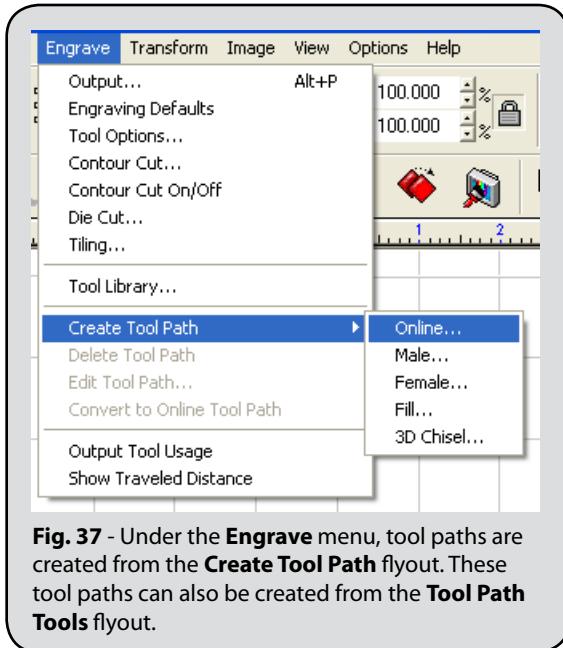 Engrave Transform Image View Options Help
Output... Alt+P
Engraving Defaults
Tool Options...
Contour Cut...
Contour Cut On/Off
Die Cut...
Tiling...
Tool Library...
Create Tool Path
Delete Tool Path
Edit Tool Path...
Convert to Online Tool Path
Output Tool Usage
Show Traveled Distance
100.000 %
100.000 %
1 2
Online...
Male...
Female...
Fill...
3D Chisel...
Fig. 37 - Under the Engrave menu, tool paths are
created from the Create Tool Path flyout. These
tool paths can also be created from the Tool Path
Tools flyout.